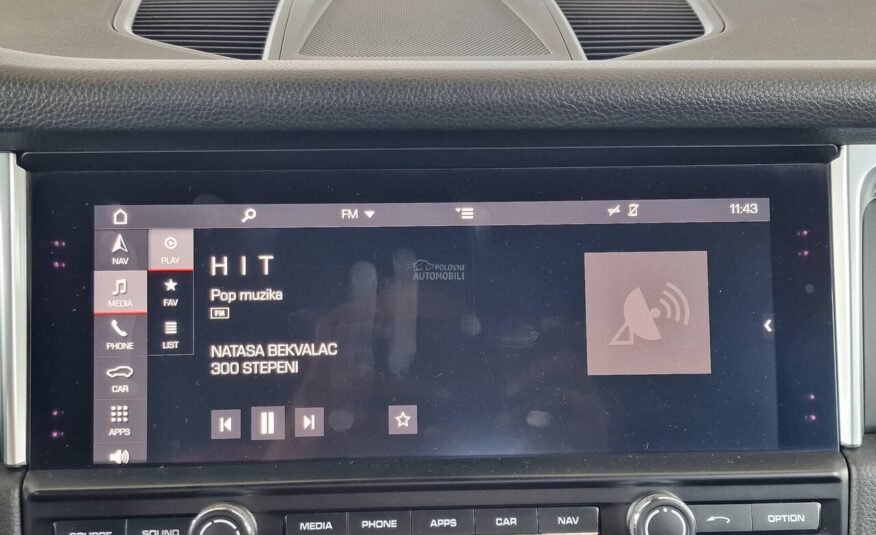 FM
11:43
NAV
MEDIA
PHONE
CAR
APPS
PLAY
FAV
LIST
HIT
Pop muzika
FM
NATASA BEKVALAC
300 STEPENI
POLOVNI
AUTOMOBILI
SOURCE
SOUND
MEDIA
PHONE
APPS
CAR
NAV
OPTION